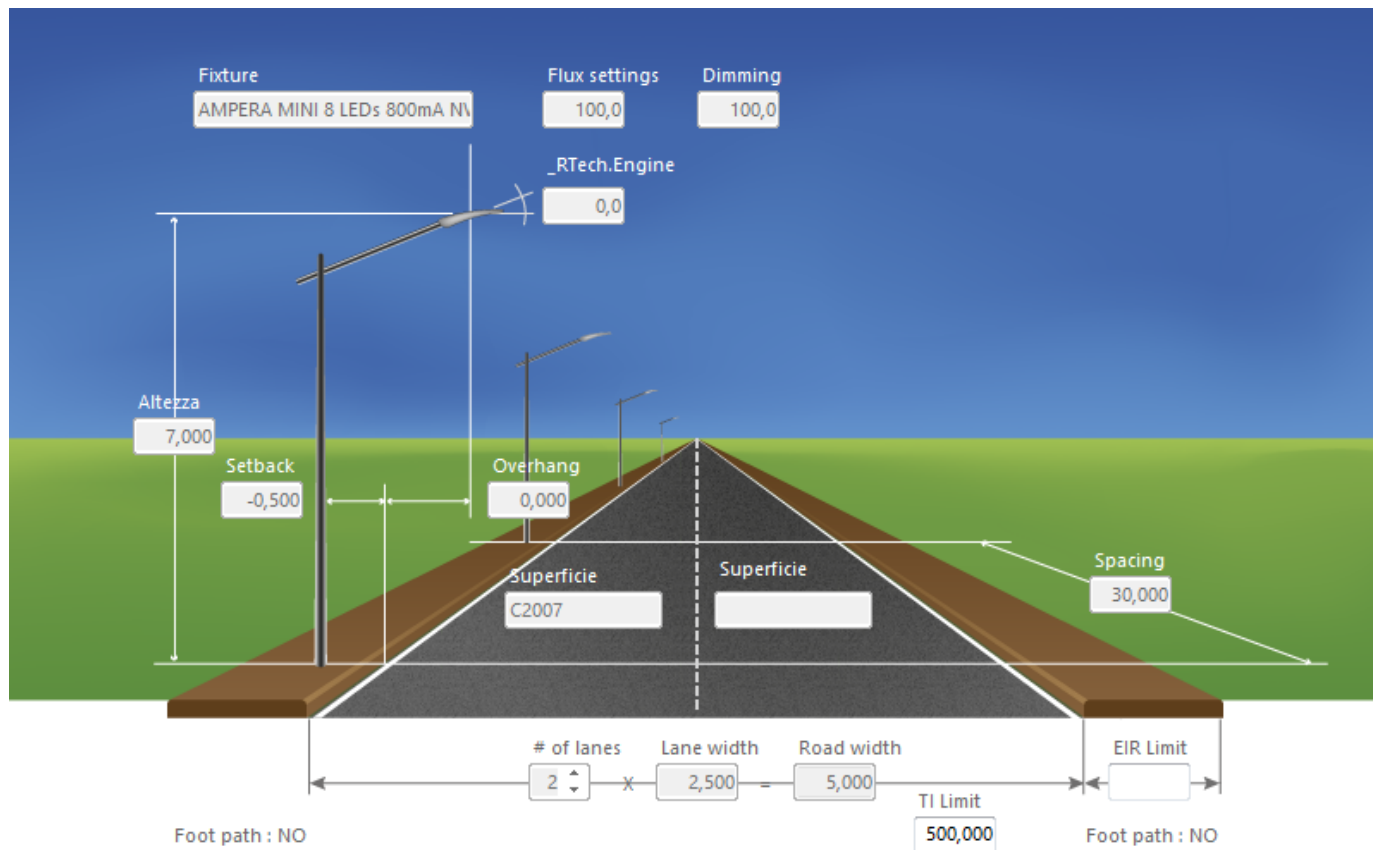 Fixture
Flux settings
Dimming
AMPERA MINI 8 LEDs 800mA NV
100,0
100,0
_RTech.Engine
0,0
Altezza
7,000
Setback
Overhang
-0,500
0,000
Spacing
30,000
Superficie
Superficie
C2007
# of lanes
Lane width
Road width
EIR Limit
2 X 2,500 = 5,000
TI Limit
500,000
Foot path : NO
Foot path : NO